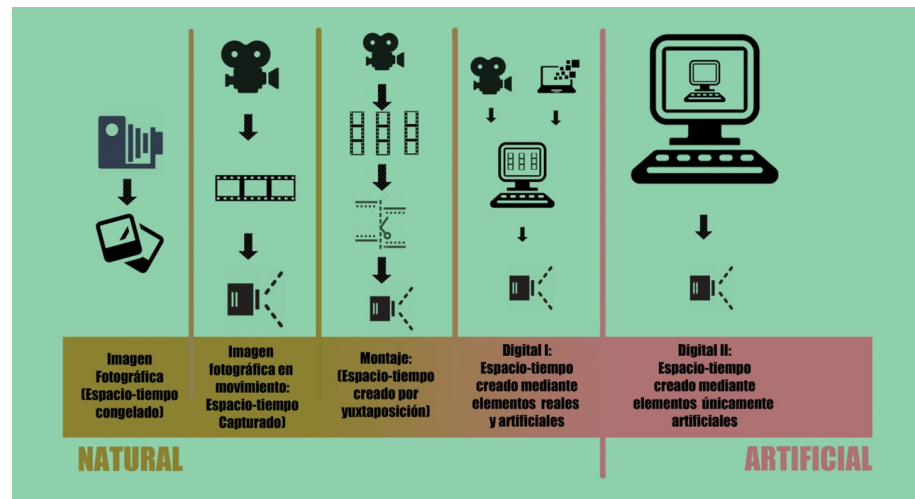 Imagen
Fotográfica
(Espacio-tiempo
congelado)
Imagen
fotográfica en
movimiento:
Espacio-tiempo
Capturado)
Montaje:
(Espacio-tiempo
creado por
yuxtaposición)
Digital I:
Espacio-tiempo
creado mediante
elementos reales
y artificiales
Digital II:
Espacio-tiempo
creado mediante
elementos únicamente
artificiales
NATURAL
ARTIFICIAL